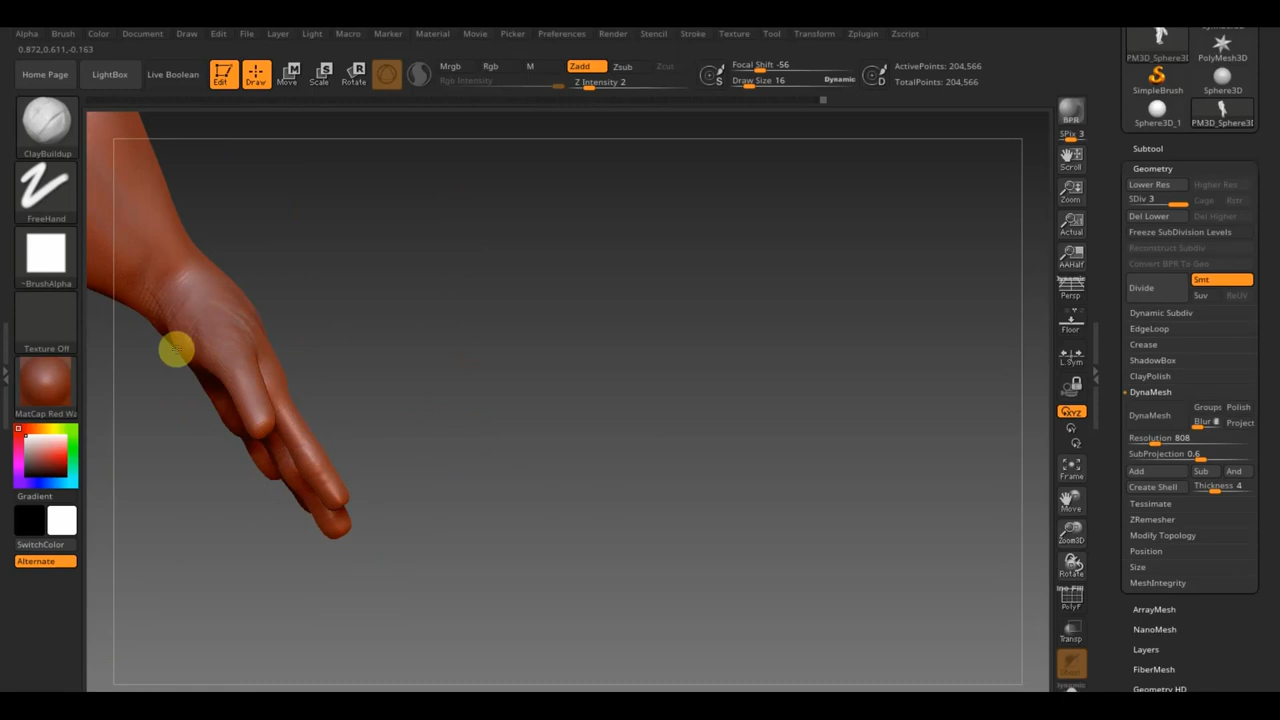 Alpha Brush Color Document Draw Edit File Layer Light Macro Marker Material Movie Picker Preferences Render Stencil Stroke Texture Tool Transform Zplugin Zscript
0.872,0.611,-0.163
Home Page
LightBox
Live Boolean
Edit
Draw
Move
Scale
Rotate
Mrgb
Rgb
M
Rgb Intensity
Zadd
Zsub
Zcut
Z Intensity 2
S
Focal Shift -56
Draw Size 16
Dynamic
D
ActivePoints: 204,566
TotalPoints: 204,566
ClayBuildup
FreeHand
~BrushAlpha
Texture Off
MatCap Red Wa
Gradient
SwitchColor
Alternate
BPR
SPix 3
Scroll
Zoom
Actual
AAHalf
Dynamic
Persp
Floor
L.Sym
XYZ
Frame
Move
Zoom3D
Rotate
PolyF
Transp
Dynamic
PM3D_Sphere3D
PolyMesh3D
SimpleBrush
Sphere3D
Sphere3D_1
PM3D_Sphere3D
Subtool
Geometry
Lower Res
Higher Res
SDiv 3
Cage
Rstr
Del Lower
Del Higher
Freeze SubDivision Levels
Reconstruct Subdiv
Convert BPR To Geo
Divide
Smt
Suv
ReUV
Dynamic Subdiv
EdgeLoop
Crease
ShadowBox
ClayPolish
DynaMesh
DynaMesh
Groups
Polish
Blur
Project
Resolution 808
SubProjection 0.6
Add
Sub
And
Create Shell
Thickness 4
Tessimate
ZRemesher
Modify Topology
Position
Size
MeshIntegrity
ArrayMesh
NanoMesh
Layers
FiberMesh
Geometry HD